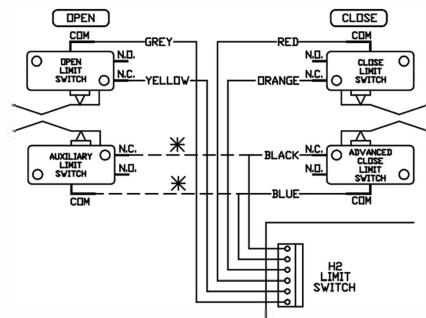 OPEN
CLOSE
COM
COM
GREY
RED
N.O.
N.O.
OPEN
LIMIT
SWITCH
CLOSE
LIMIT
SWITCH
N.C.
YELLOW
ORANGE
N.C.
N.C.
BLACK
N.C.
AUXILIARY
LIMIT
SWITCH
ADVANCED
CLOSE
LIMIT
SWITCH
N.O.
N.O.
COM
BLUE
COM
H2
LIMIT
SWITCH